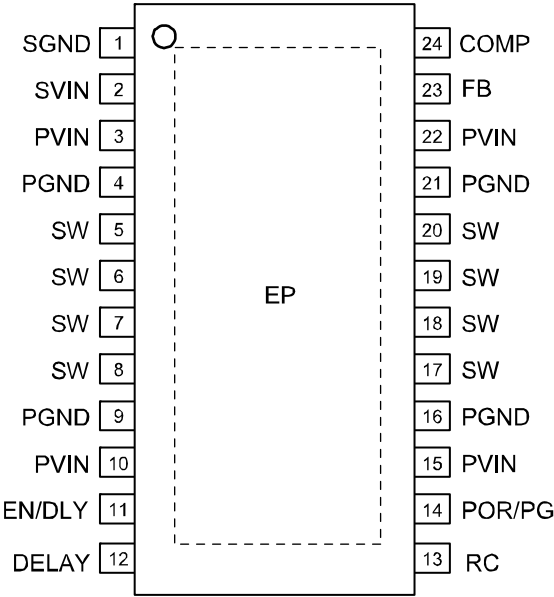 SGND 1 24 COMP
SVIN 2 23 FB
PVIN 3 22 PVIN
PGND 4 21 PGND
SW 5 20 SW
SW 6 19 SW
EP
SW 7 18 SW
SW 8 17 SW
PGND 9 16 PGND
PVIN 10 15 PVIN
EN/DLY 11 14 POR/PG
DELAY 12 13 RC